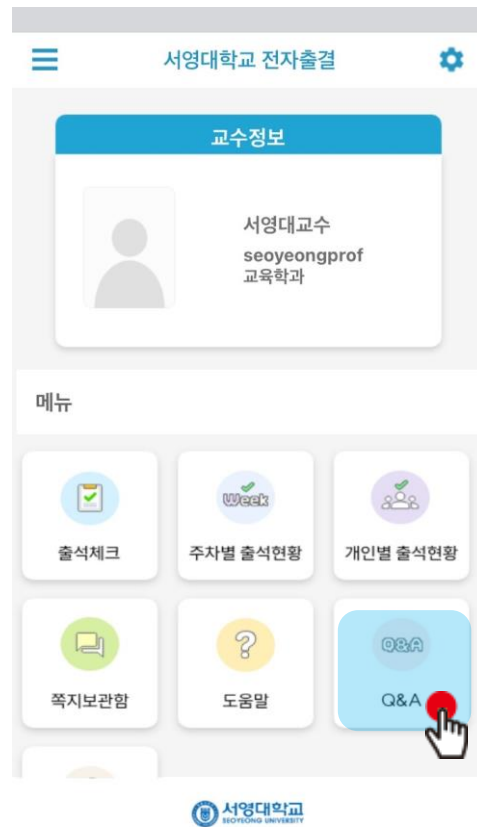 서영대학교 전자출결
교수정보
서영대교수
seoyeongprof
교육학과
메뉴
출석체크
Week
주차별 출석현황
개인별 출석현황
쪽지보관함
?
도움말
Q&A
Q&A
서영대학교
SEOYEONG UNIVERSITY